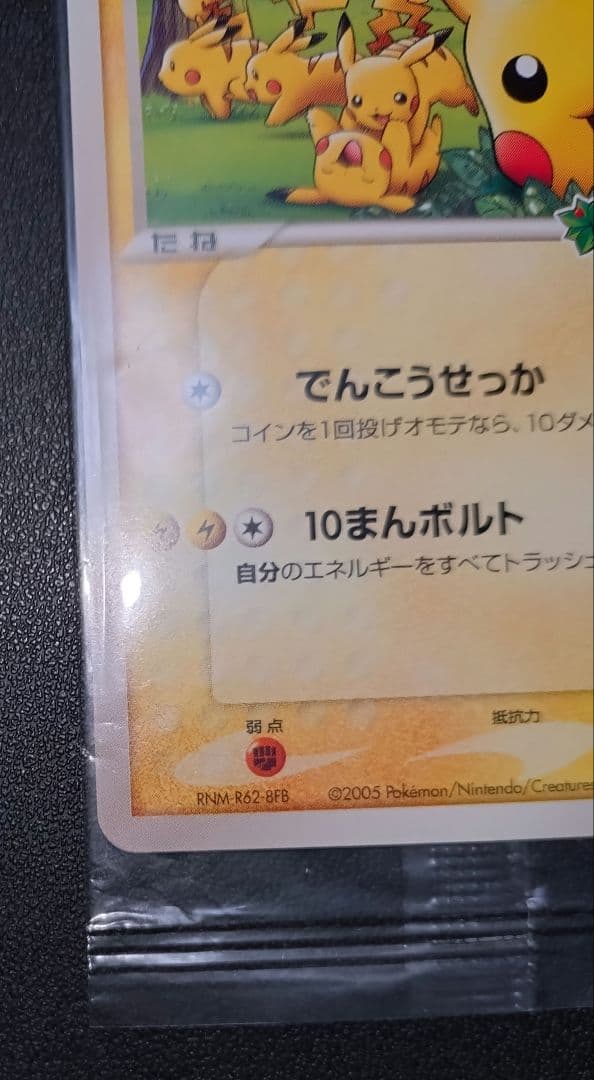 たね
でんこうせっか
コインを1回投げオモテなら、10ダメ
10まんボルト
自分のエネルギーをすべてトラッシュ
弱点
抵抗力
RNM-R62-8FB
©2005 Pokémon/Nintendo/Creatures